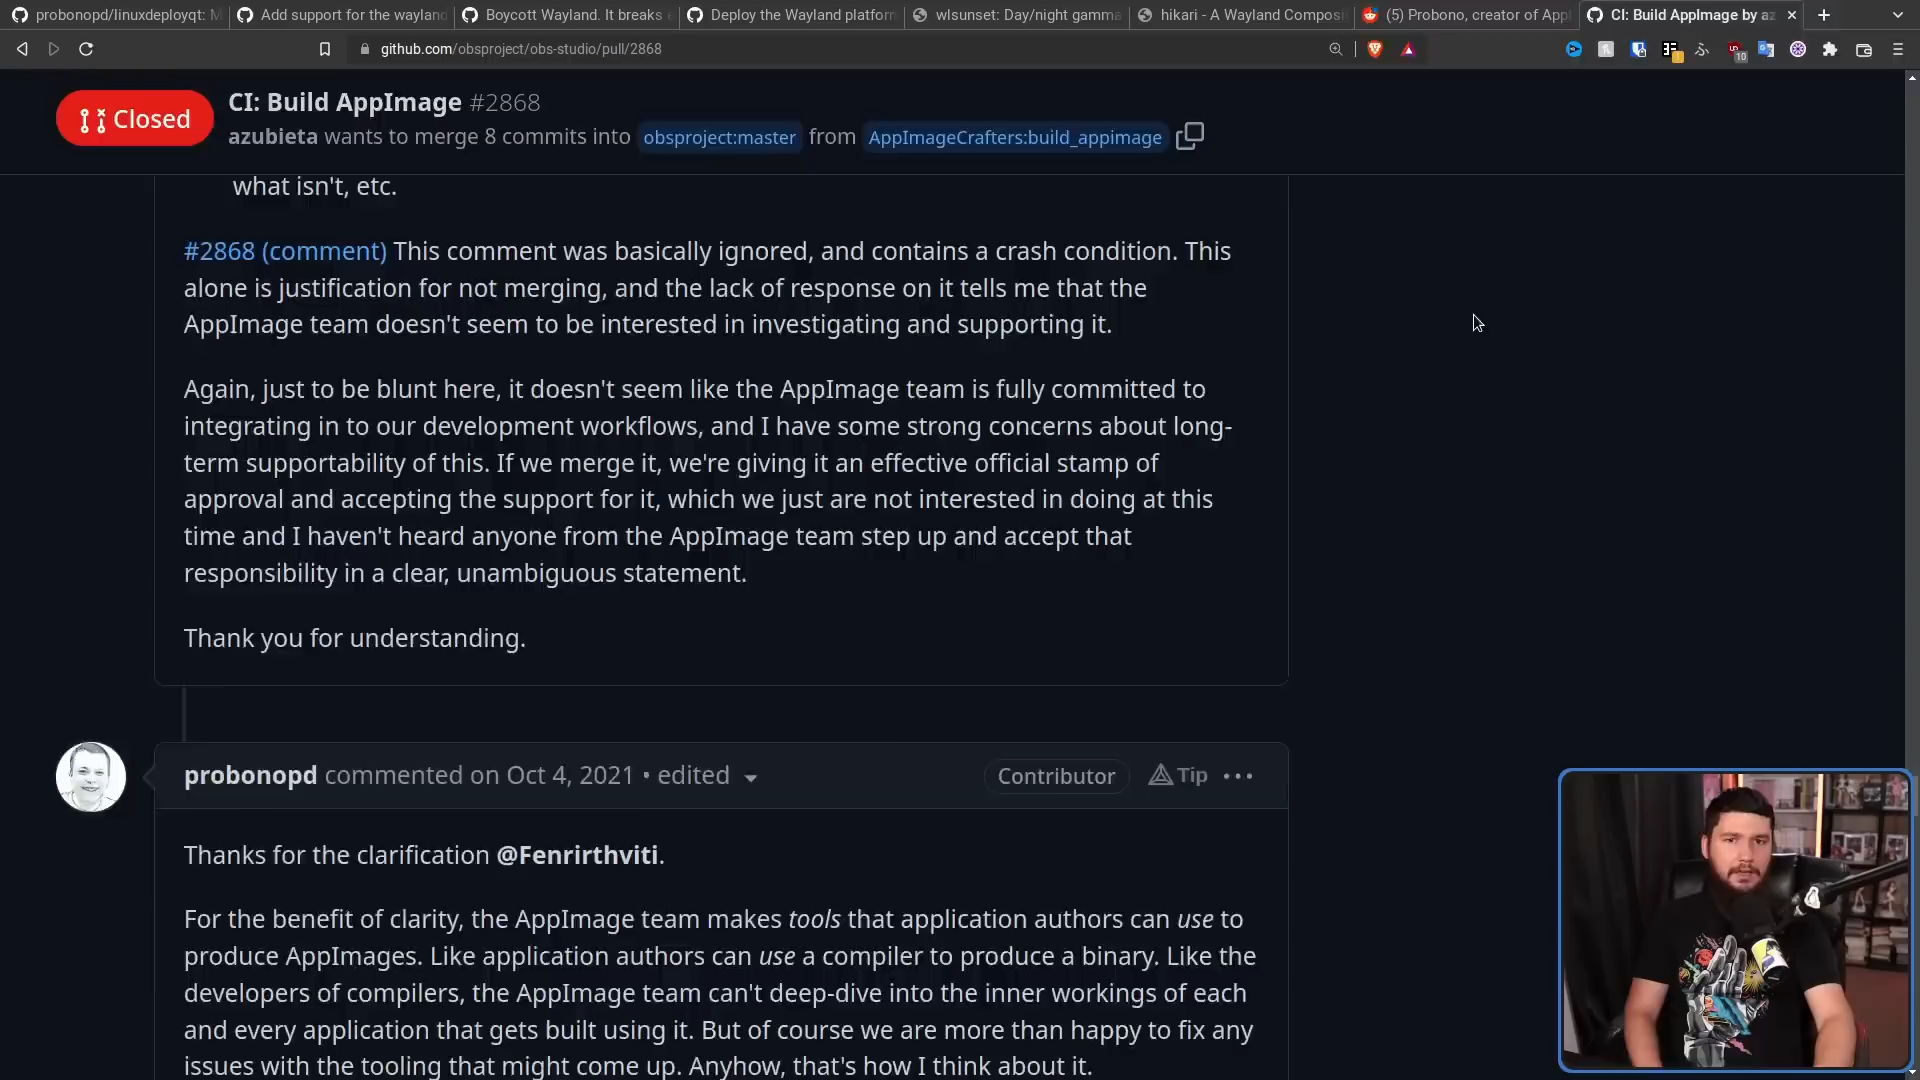 probonopd/linuxdeployqt: M
Add support for the wayland
Boycott Wayland. It breaks e
Deploy the Wayland platform
wlsunset: Day/night gamma
hikari - A Wayland Composi
(5) Probono, creator of App
CI: Build AppImage by az
github.com/obsproject/obs-studio/pull/2868
10
Closed
CI: Build AppImage #2868
azubieta wants to merge 8 commits into obsproject:master from AppImageCrafters:build_appimage
what isn't, etc.
#2868 (comment) This comment was basically ignored, and contains a crash condition. This
alone is justification for not merging, and the lack of response on it tells me that the
AppImage team doesn't seem to be interested in investigating and supporting it.
Again, just to be blunt here, it doesn't seem like the AppImage team is fully committed to
integrating in to our development workflows, and I have some strong concerns about long-
term supportability of this. If we merge it, we're giving it an effective official stamp of
approval and accepting the support for it, which we just are not interested in doing at this
time and I haven't heard anyone from the AppImage team step up and accept that
responsibility in a clear, unambiguous statement.
Thank you for understanding.
probonopd commented on Oct 4, 2021 • edited
Contributor
Tip
Thanks for the clarification @Fenrirthviti.
For the benefit of clarity, the AppImage team makes tools that application authors can use to
produce AppImages. Like application authors can use a compiler to produce a binary. Like the
developers of compilers, the AppImage team can't deep-dive into the inner workings of each
and every application that gets built using it. But of course we are more than happy to fix any
issues with the tooling that might come up. Anyhow, that's how I think about it.